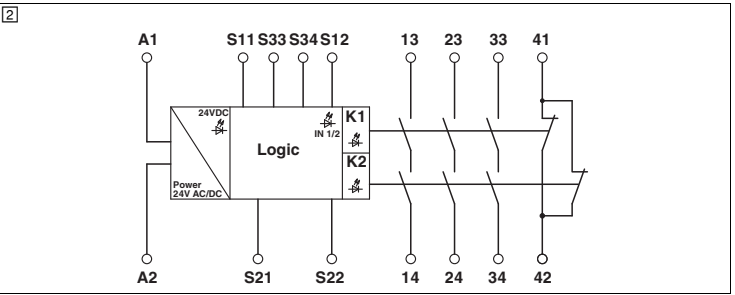 2
A1 S11 S33 S34 S12 13 23 33 41
24VDC
IN 1/2
K1
Logic
K2
Power
24V AC/DC
A2 S21 S22 14 24 34 42